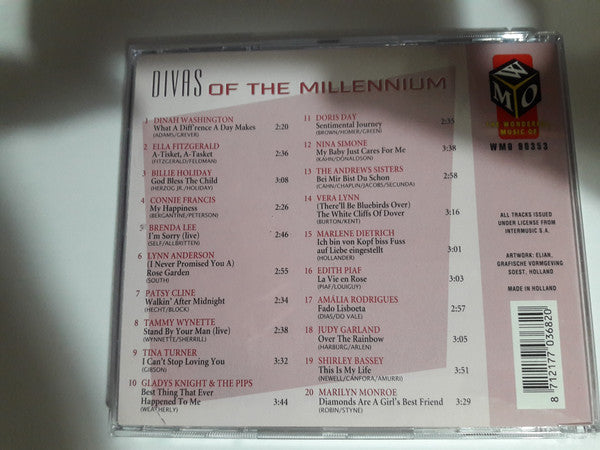 DIVAS OF THE MILLENNIUM
1 DINAH WASHINGTON
What A Diff'rence A Day Makes 2:20
(ADAMS/GREVER)
2 ELLA FITZGERALD
A-Tisket, A-Tasket 2:36
(FITZGERALD/FELDMAN)
3 BILLIE HOLIDAY
God Bless The Child 3:08
(HERZOG JR./HOLIDAY)
4 CONNIE FRANCIS
My Happiness 2:26
(BERGANTINE/PETERSON)
5 BRENDA LEE
I'm Sorry (live) 2:46
(SELF/ALLBRITTEN)
6 LYNN ANDERSON
(I Never Promised You A)
Rose Garden 2:55
(SOUTH)
7 PATSY CLINE
Walkin' After Midnight 2:34
(HECHT/BLOCK)
8 TAMMY WYNETTE
Stand By Your Man (live) 2:38
(WYNNETTE/SHERRILL)
9 TINA TURNER
I Can't Stop Loving You 3:32
(GIBSON)
10 GLADYS KNIGHT & THE PIPS
Best Thing That Ever
Happened To Me 3:44
(WEATHERLY)
11 DORIS DAY
Sentimental Journey 2:35
(BROWN/HOMER/GREEN)
12 NINA SIMONE
My Baby Just Cares For Me 2:38
(KAHN/DONALDSON)
13 THE ANDREWS SISTERS
Bei Mir Bist Du Schon 2:58
(CAHN/CHAPLIN/JACOBS/SECUNDA)
14 VERA LYNN
(There'll Be Bluebirds Over)
The White Cliffs Of Dover 3:16
(BURTON/KENT)
15 MARLENE DIETRICH
Ich bin von Kopf biss Fuss
auf Liebe eingestellt 3:01
(HOLLANDER)
16 EDITH PIAF
La Vie en Rose 3:03
(PIAF/LOUIGUY)
17 AMÁLIA RODRIGUES
Fado Lisboeta 2:57
(DIAS/DO VALE)
18 JUDY GARLAND
Over The Rainbow 3:05
(HARBURG/ARLEN)
19 SHIRLEY BASSEY
This Is My Life 3:51
(NEWELL/CANFORA/AMURRI)
20 MARILYN MONROE
Diamonds Are A Girl's Best Friend 3:29
(ROBIN/STYNE)
WMO
WONDERFUL
MUSIC OF
WMO 90353
ALL TRACKS ISSUED
UNDER LICENSE FROM
INTERMUSIC S.A.
ARTWORK: ELIAN,
GRAFISCHE VORMGEVING
SOEST, HOLLAND
MADE IN HOLLAND
8 712177 036820